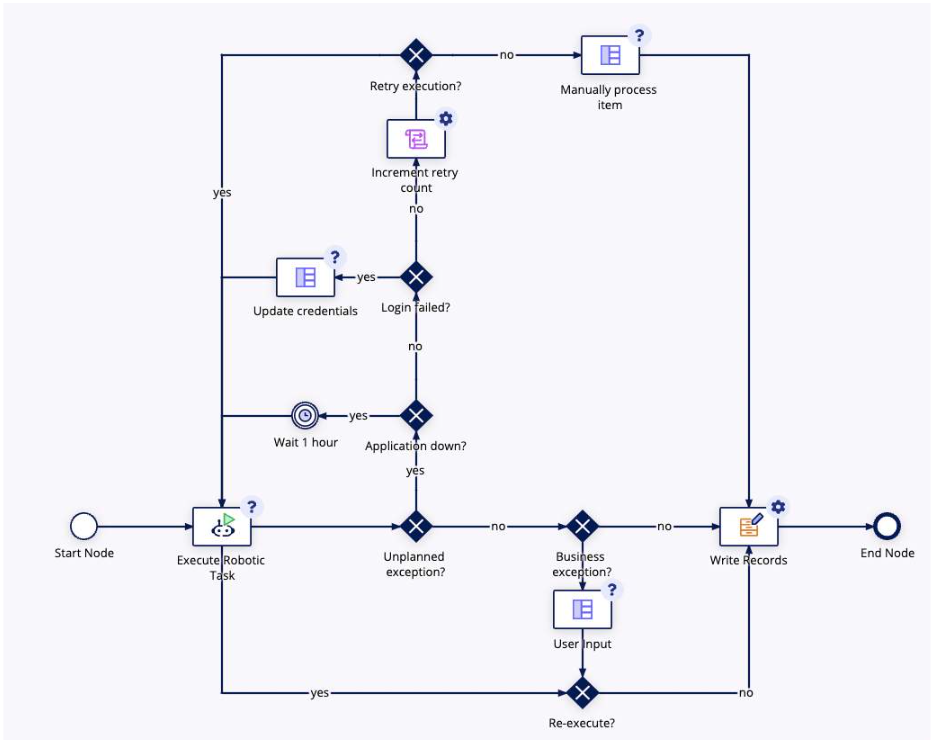 no
?
Retry execution?
Manually process
item
Increment retry
count
yes
no
?
yes
Update credentials
Login failed?
no
yes
Wait 1 hour
Application down?
yes
?
no
no
Start Node
Execute Robotic
Task
Unplanned
exception?
Business
exception?
Write Records
End Node
?
User Input
yes
no
Re-execute?